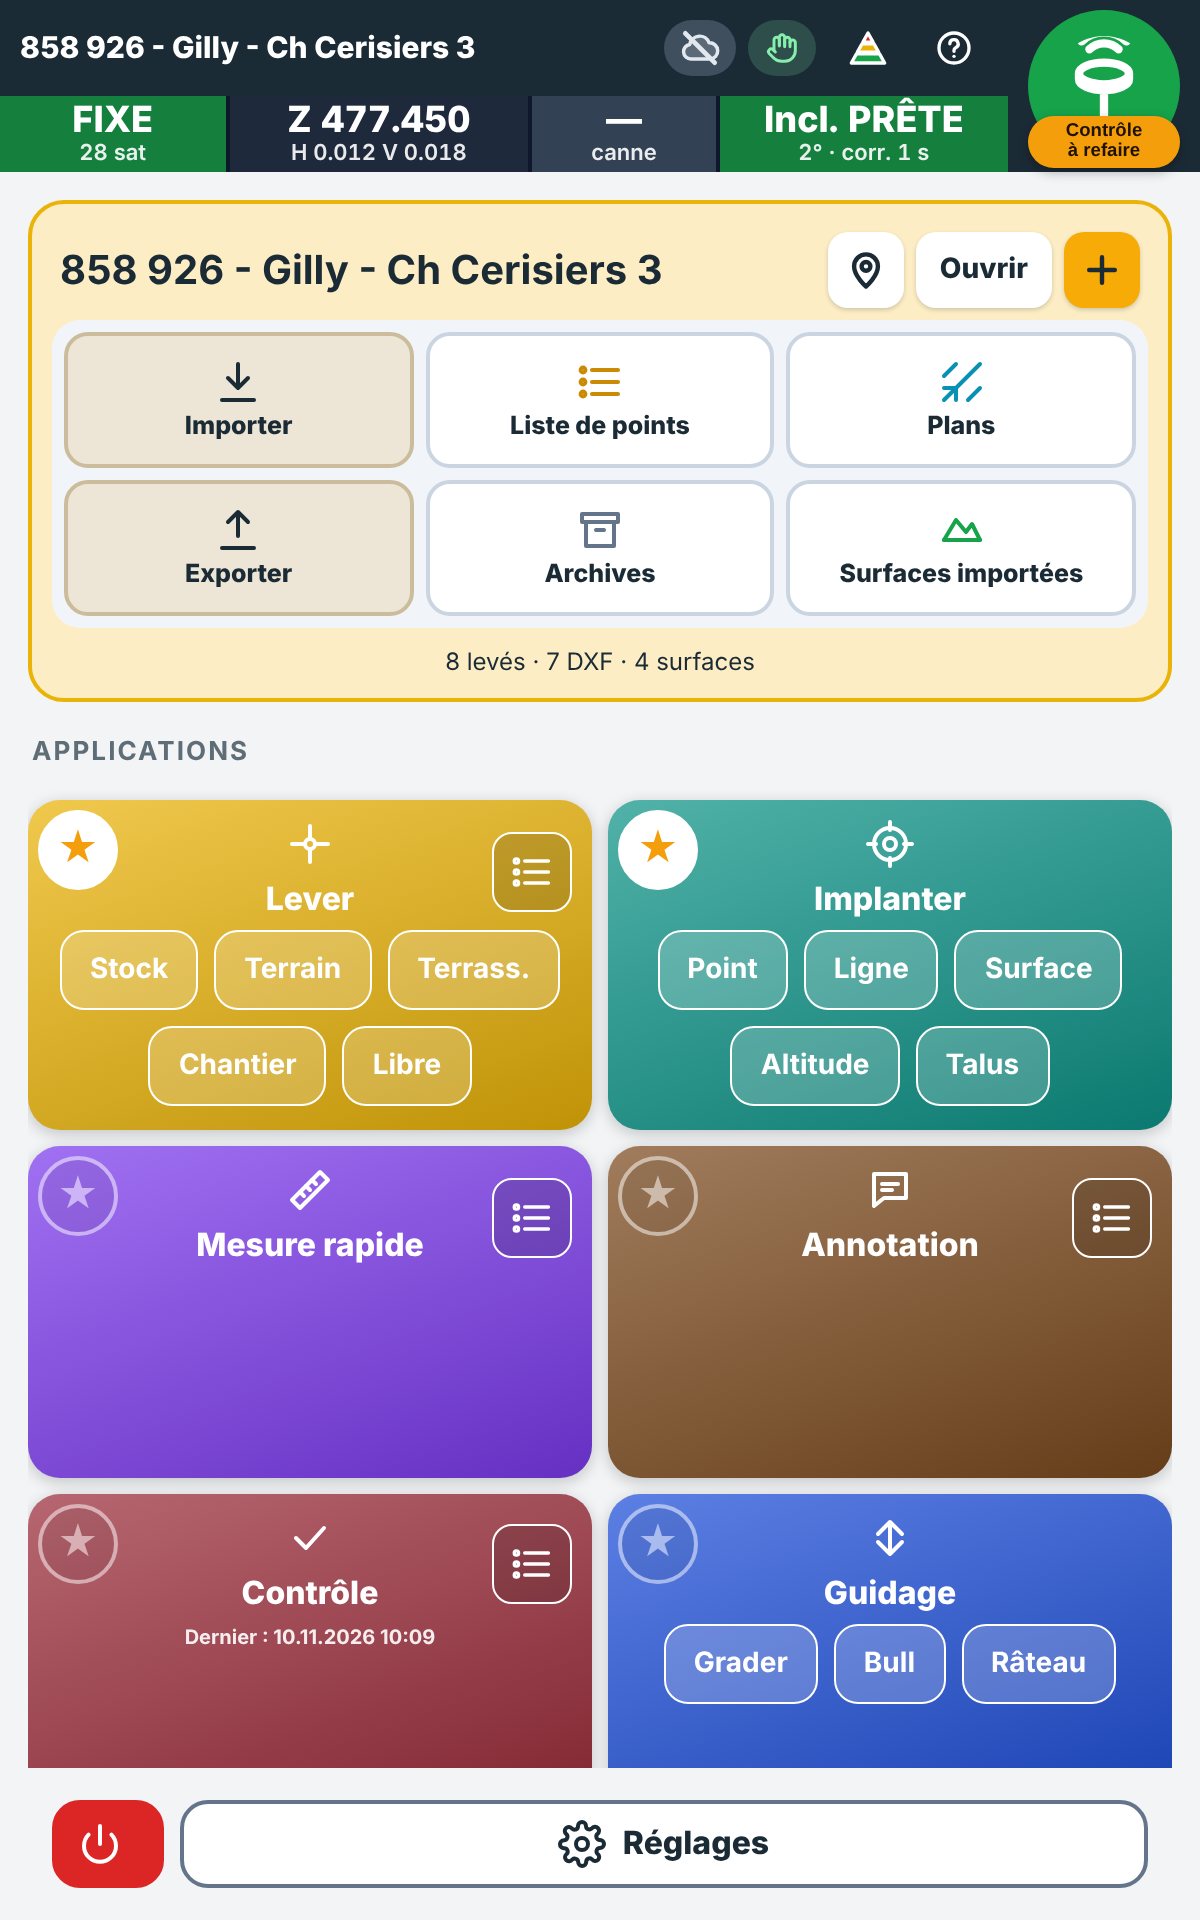 858 926 - Gilly - Ch Cerisiers 3
FIXE
28 sat
Z 477.450
H 0.012 V 0.018
—
canne
Incl. PRÊTE
2° · corr. 1 s
Contrôle
à refaire
858 926 - Gilly - Ch Cerisiers 3
Ouvrir
Importer
Liste de points
Plans
Exporter
Archives
Surfaces importées
8 levés · 7 DXF · 4 surfaces
APPLICATIONS
Lever
Stock
Terrain
Terrass.
Chantier
Libre
Implanter
Point
Ligne
Surface
Altitude
Talus
Mesure rapide
Annotation
Contrôle
Dernier : 10.11.2026 10:09
Guidage
Grader
Bull
Râteau
Réglages